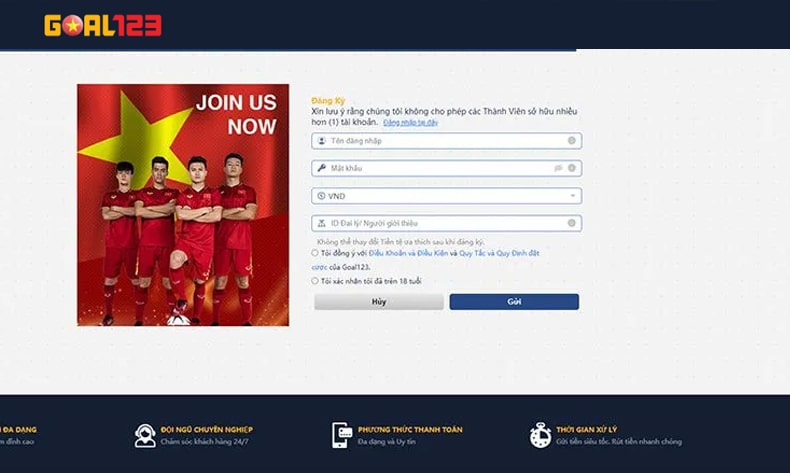 GOAL123
JOIN US
NOW
Đăng Ký
Xin lưu ý rằng chúng tôi không cho phép các Thành Viên sở hữu nhiều
hơn (1) tài khoản. Đăng nhập tại đây
Tên đăng nhập
Mật khẩu
VND
ID Đại lý/ Người giới thiệu
Không thể thay đổi Tiền tệ ưa thích sau khi đăng ký.
Tôi đồng ý với Điều Khoản và Điều Kiện và Quy Tắc và Quy Định đặt
cược của Goal123.
Tôi xác nhận tôi đã trên 18 tuổi
Hủy
Gửi
ĐA DẠNG
đỉnh cao
ĐỘI NGŨ CHUYÊN NGHIỆP
Chăm sóc khách hàng 24/7
PHƯƠNG THỨC THANH TOÁN
Đa dạng và Uy tín
THỜI GIAN XỬ LÝ
Gửi tiền siêu tốc. Rút tiền nhanh chóng